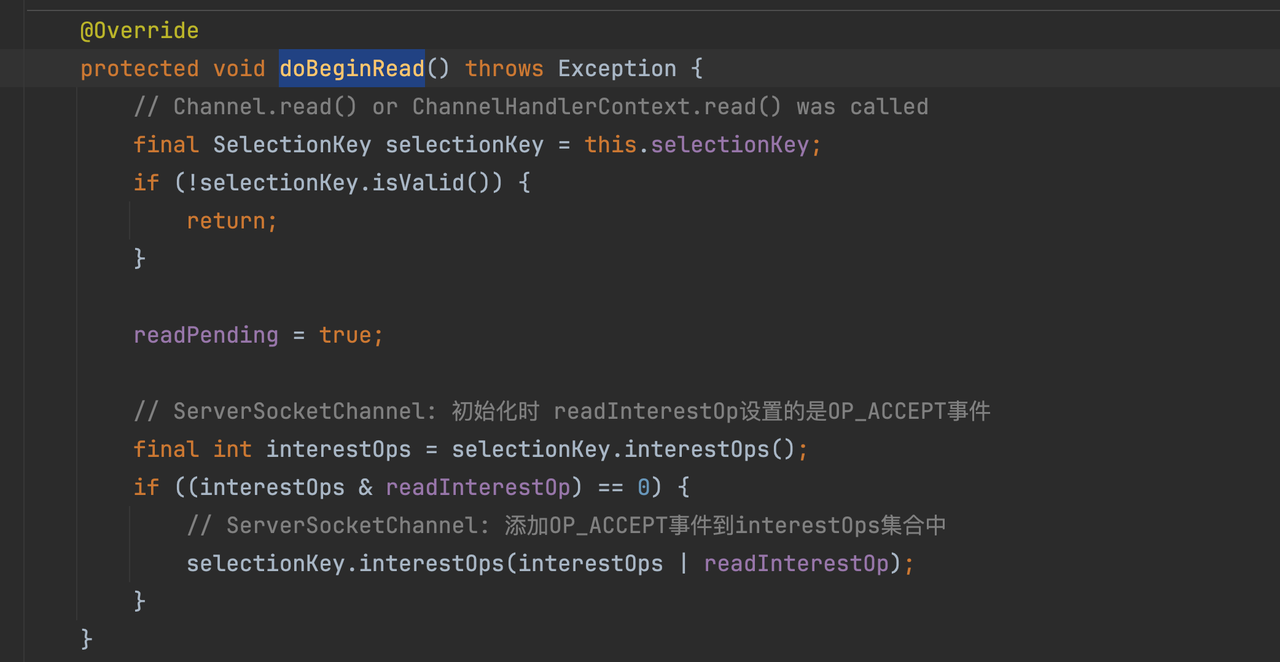 @Override
protected void doBeginRead() throws Exception {
// Channel.read() or ChannelHandlerContext.read() was called
final SelectionKey selectionKey = this.selectionKey;
if (!selectionKey.isValid()) {
return;
}
readPending = true;
// ServerSocketChannel: 初始化时 readInterestOp设置的是OP_ACCEPT事件
final int interestOps = selectionKey.interestOps();
if ((interestOps & readInterestOp) == 0) {
// ServerSocketChannel: 添加OP_ACCEPT事件到interestOps集合中
selectionKey.interestOps(interestOps | readInterestOp);
}
}